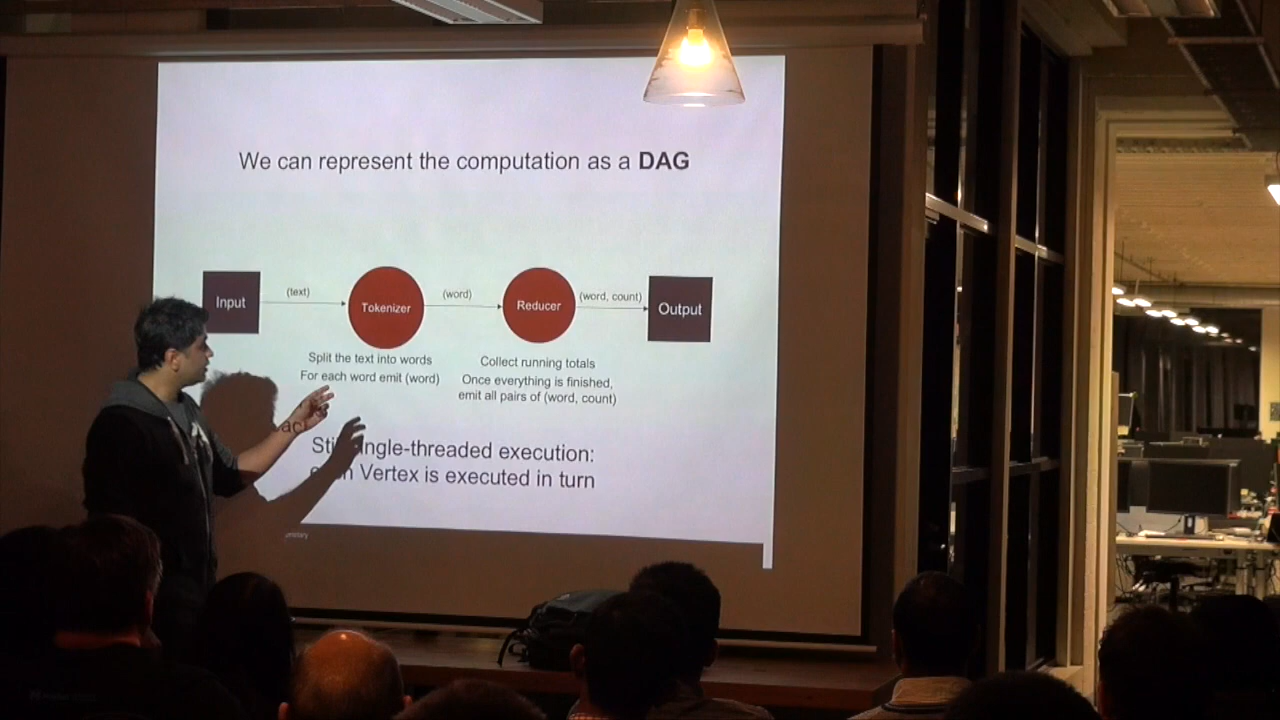 We can represent the computation as a DAG
Input
(text)
Tokenizer
(word)
Reducer
(word, count)
Output
Split the text into words
For each word emit (word)
Collect running totals
Once everything is finished,
emit all pairs of (word, count)
single-threaded execution:
Vertex is executed in turn